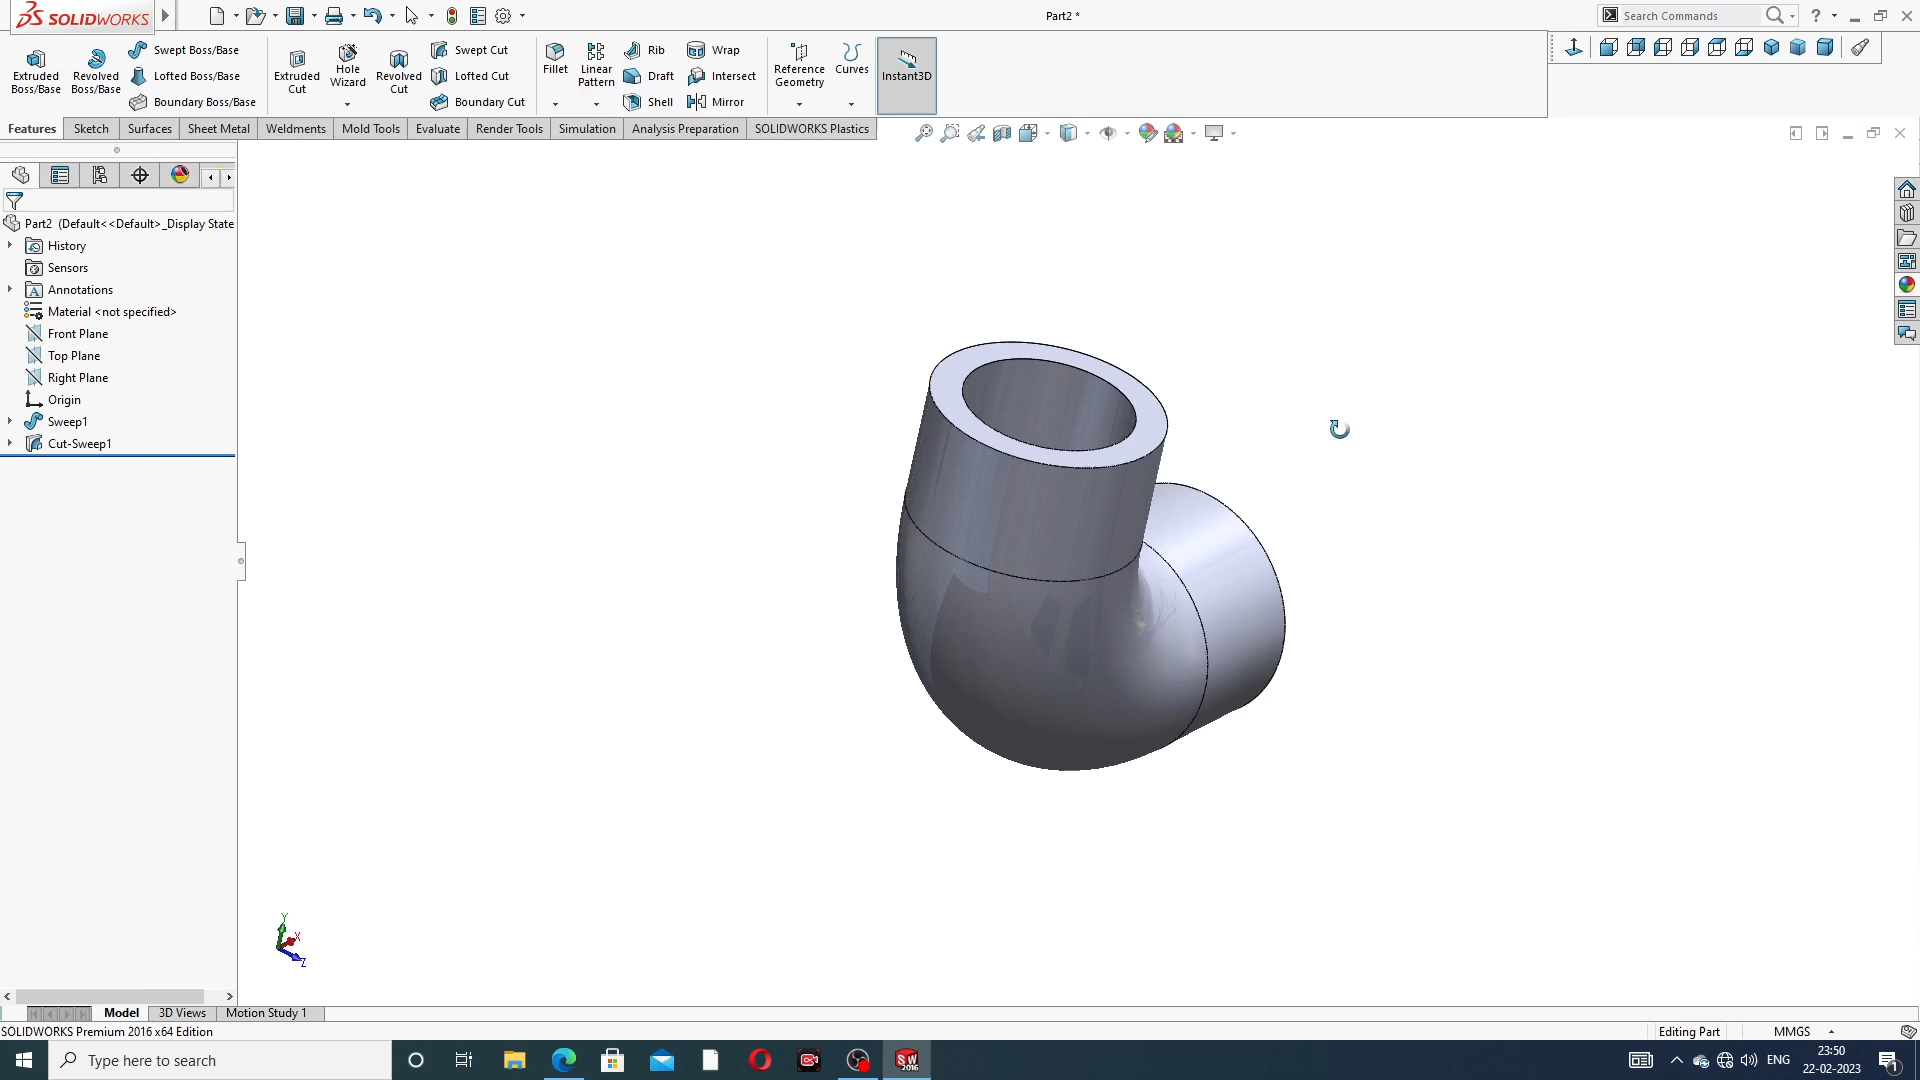 SOLIDWORKS
Part2 *
Search Commands
Extruded Boss/Base
Revolved Boss/Base
Swept Boss/Base
Lofted Boss/Base
Boundary Boss/Base
Extruded Cut
Hole Wizard
Revolved Cut
Swept Cut
Lofted Cut
Boundary Cut
Fillet
Linear Pattern
Rib
Draft
Shell
Wrap
Intersect
Mirror
Reference Geometry
Curves
Instant3D
Features
Sketch
Surfaces
Sheet Metal
Weldments
Mold Tools
Evaluate
Render Tools
Simulation
Analysis Preparation
SOLIDWORKS Plastics
Part2 (Default<<Default>_Display State
History
Sensors
Annotations
Material <not specified>
Front Plane
Top Plane
Right Plane
Origin
Sweep1
Cut-Sweep1
Y
X
Z
Model
3D Views
Motion Study 1
SOLIDWORKS Premium 2016 x64 Edition
Editing Part
MMGS
Type here to search
SW
2016
ENG
23:50
22-02-2023
1